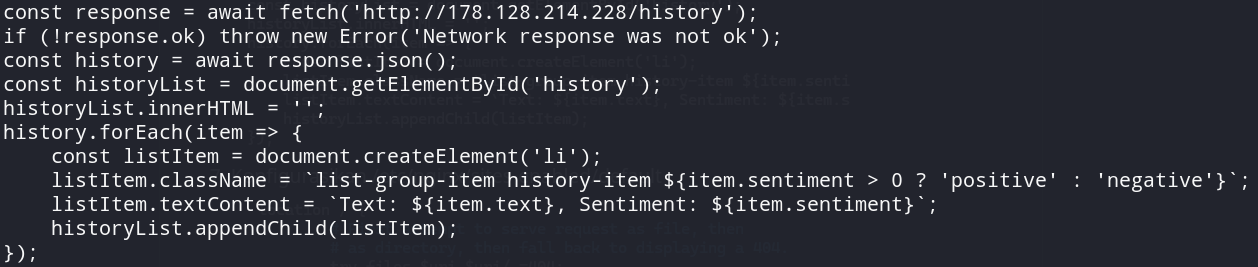 const response = await fetch('http://178.128.214.228/history');
if (!response.ok) throw new Error('Network response was not ok');
const history = await response.json();
const historyList = document.getElementById('history');
historyList.innerHTML = '';
history.forEach(item => {
    const listItem = document.createElement('li');
    listItem.className = `list-group-item history-item ${item.sentiment > 0 ? 'positive' : 'negative'}`;
    listItem.textContent = `Text: ${item.text}, Sentiment: ${item.sentiment}`;
    historyList.appendChild(listItem);
});